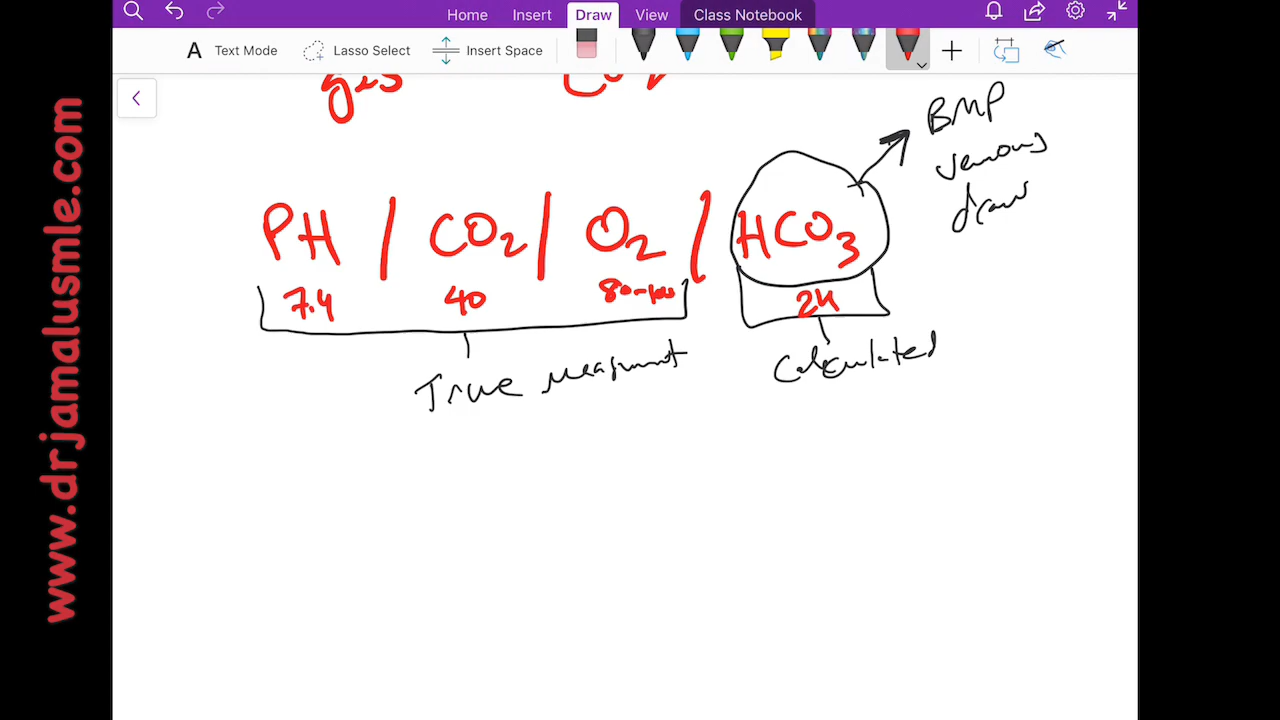 Home Insert Draw View Class Notebook
A Text Mode Lasso Select Insert Space
ges
BMP
venous
draw
PH / CO2 / O2 / HCO3
7.4 40 80-100 24
True
Calculated
www.drjamalusmle.com